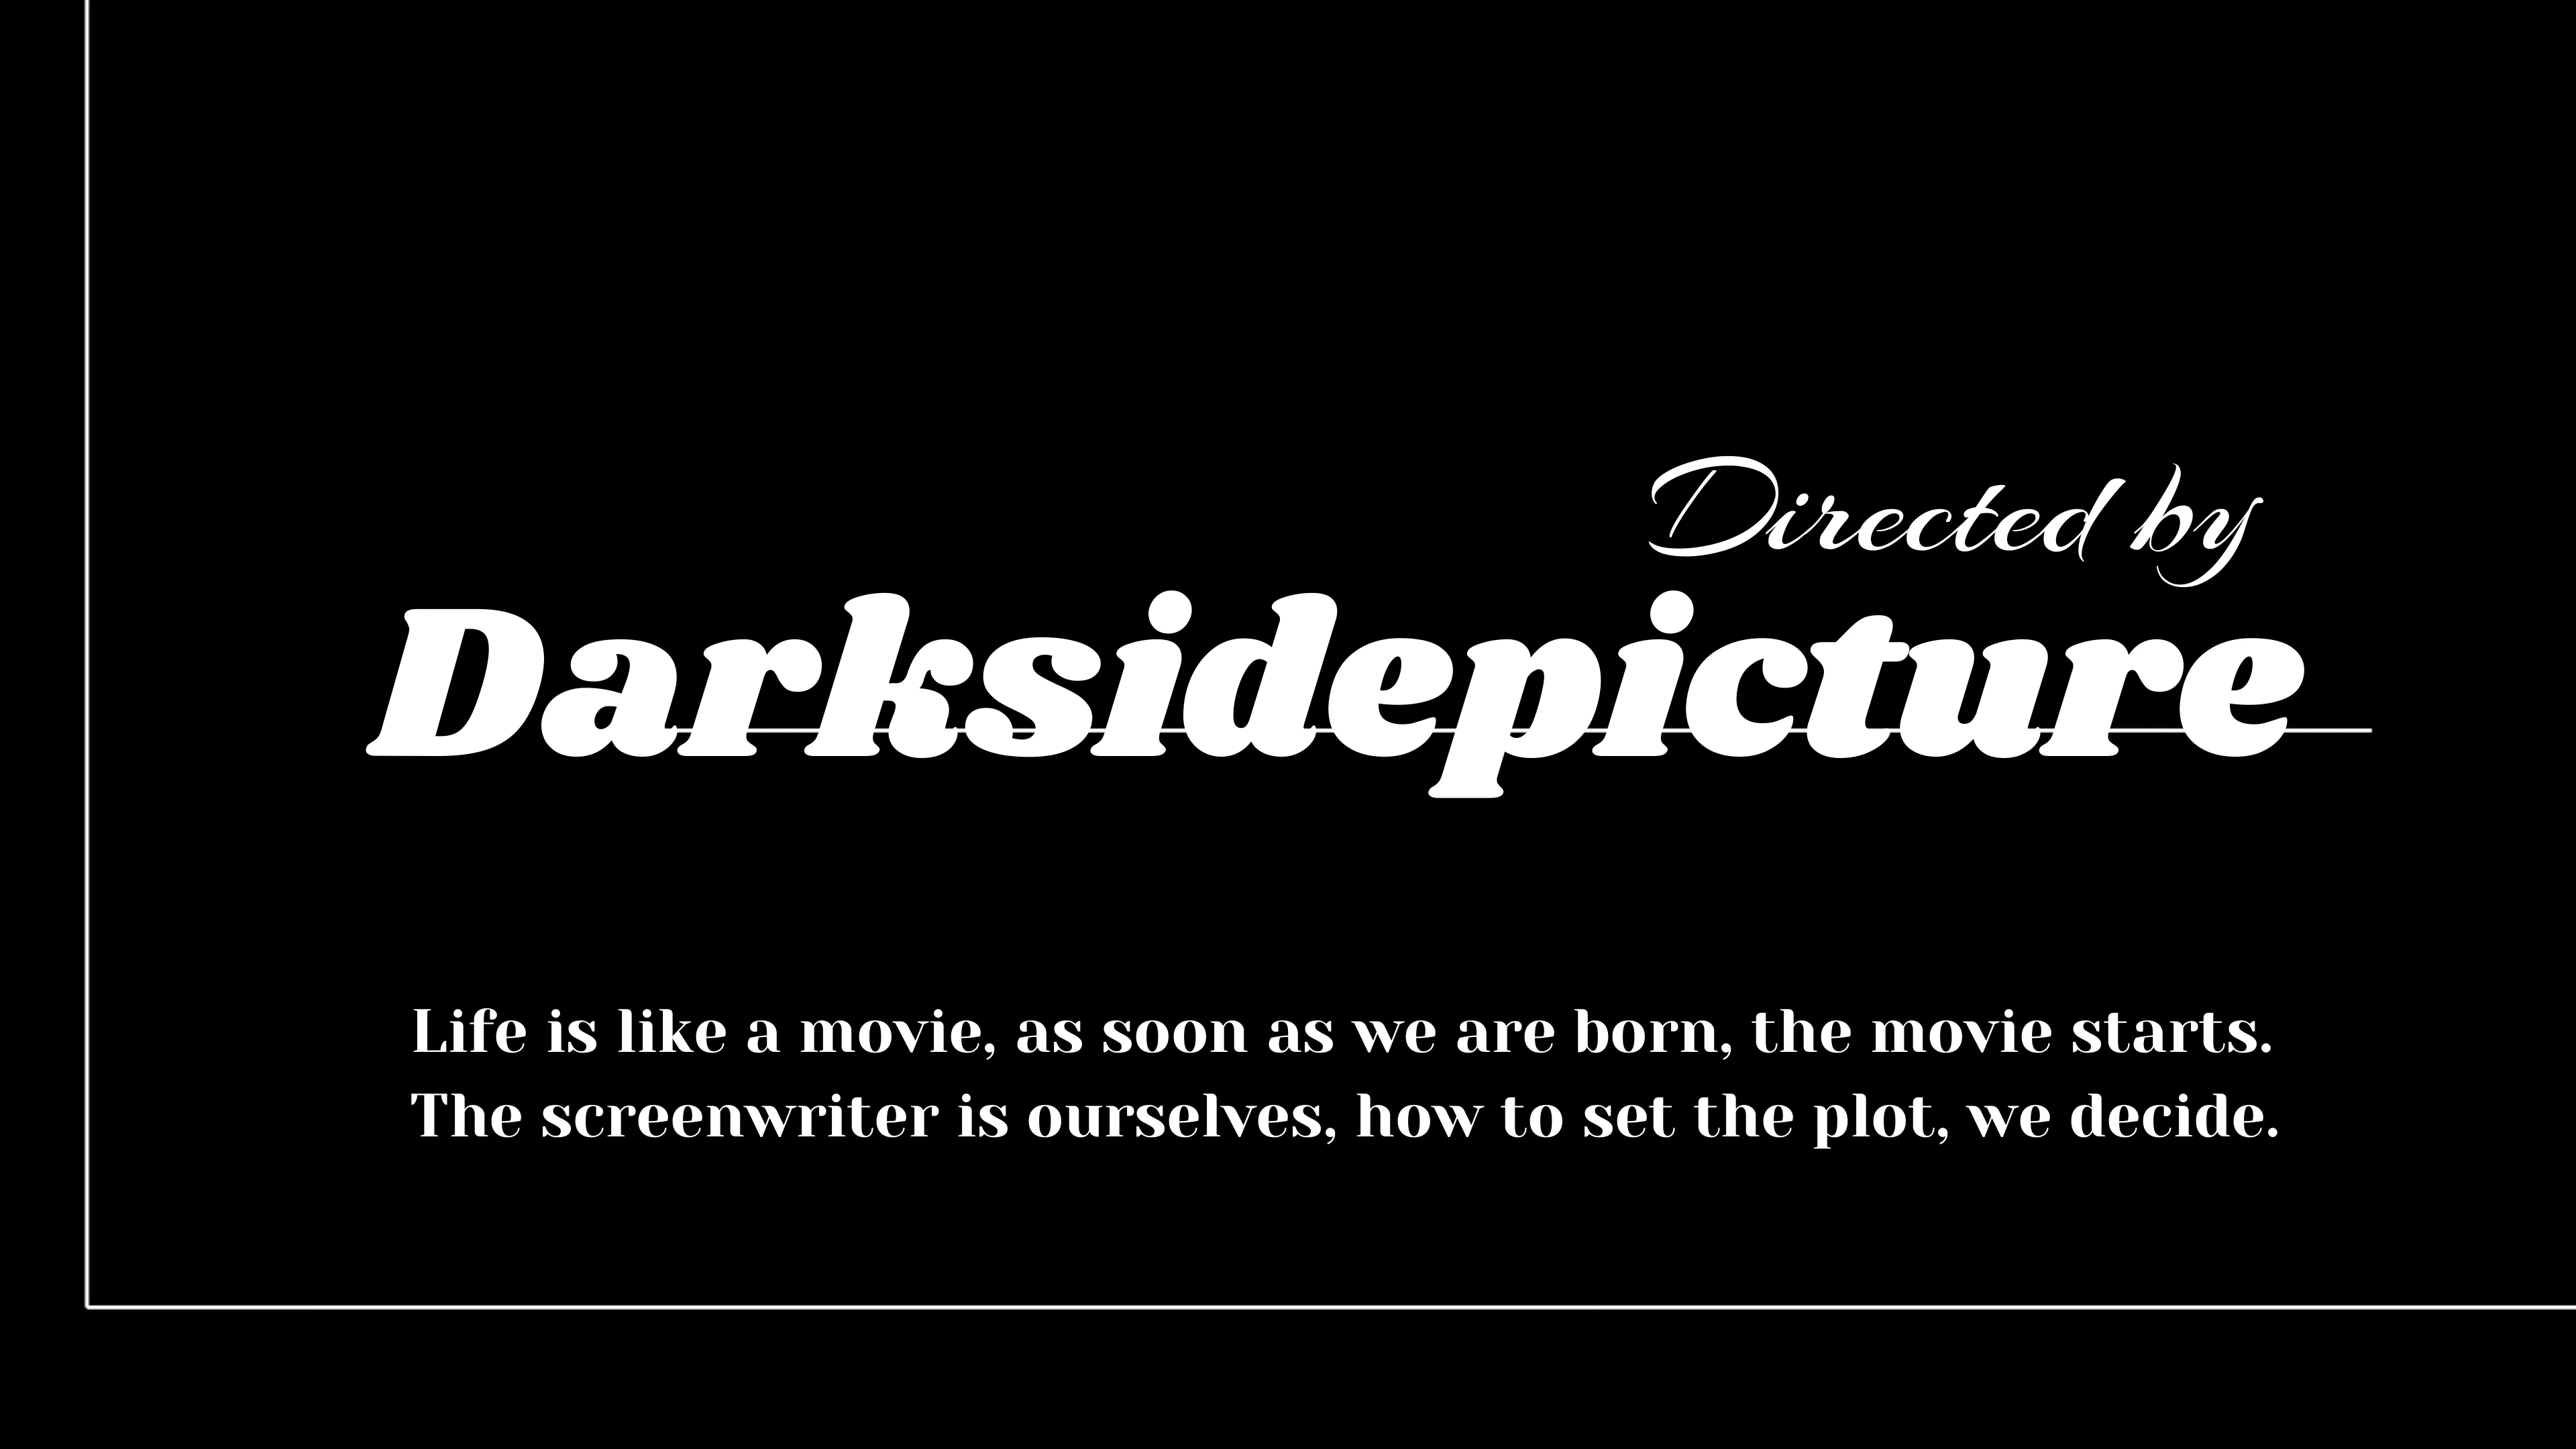 Directed by
Darksidepicture
Life is like a movie, as soon as we are born, the movie starts.
The screenwriter is ourselves, how to set the plot, we decide.